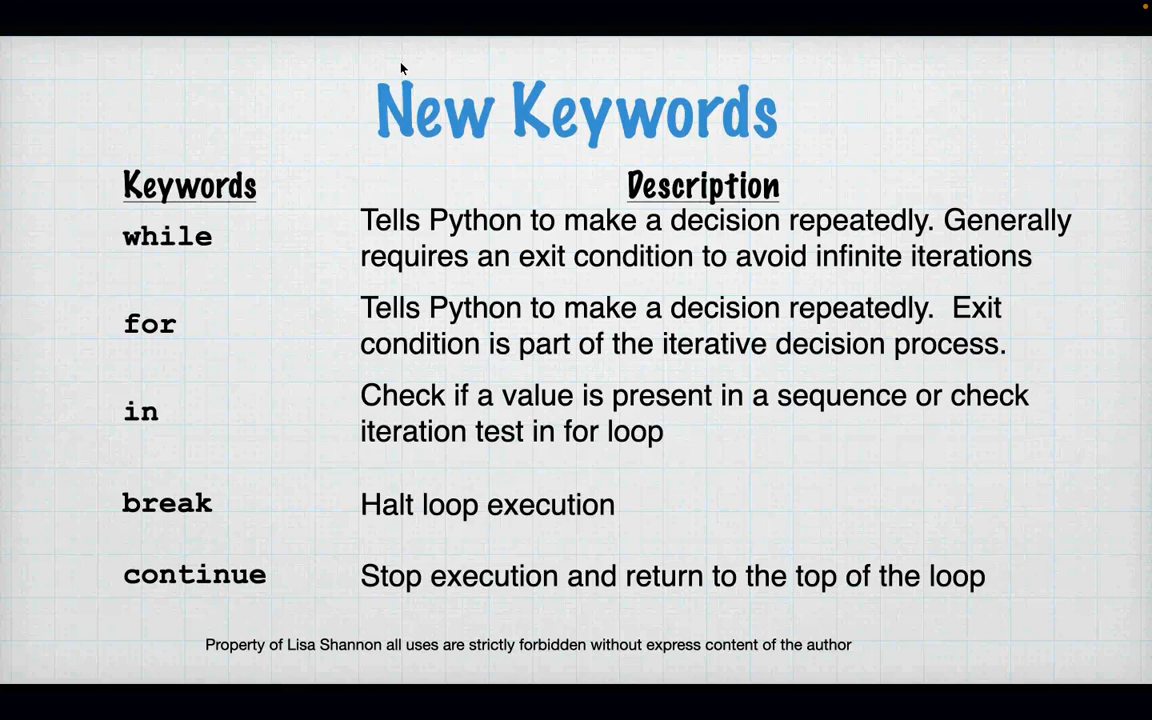 New Keywords
Keywords Description
while
Tells Python to make a decision repeatedly. Generally
requires an exit condition to avoid infinite iterations
for
Tells Python to make a decision repeatedly.  Exit
condition is part of the iterative decision process.
in
Check if a value is present in a sequence or check
iteration test in for loop
break
Halt loop execution
continue
Stop execution and return to the top of the loop
Property of Lisa Shannon all uses are strictly forbidden without express content of the author